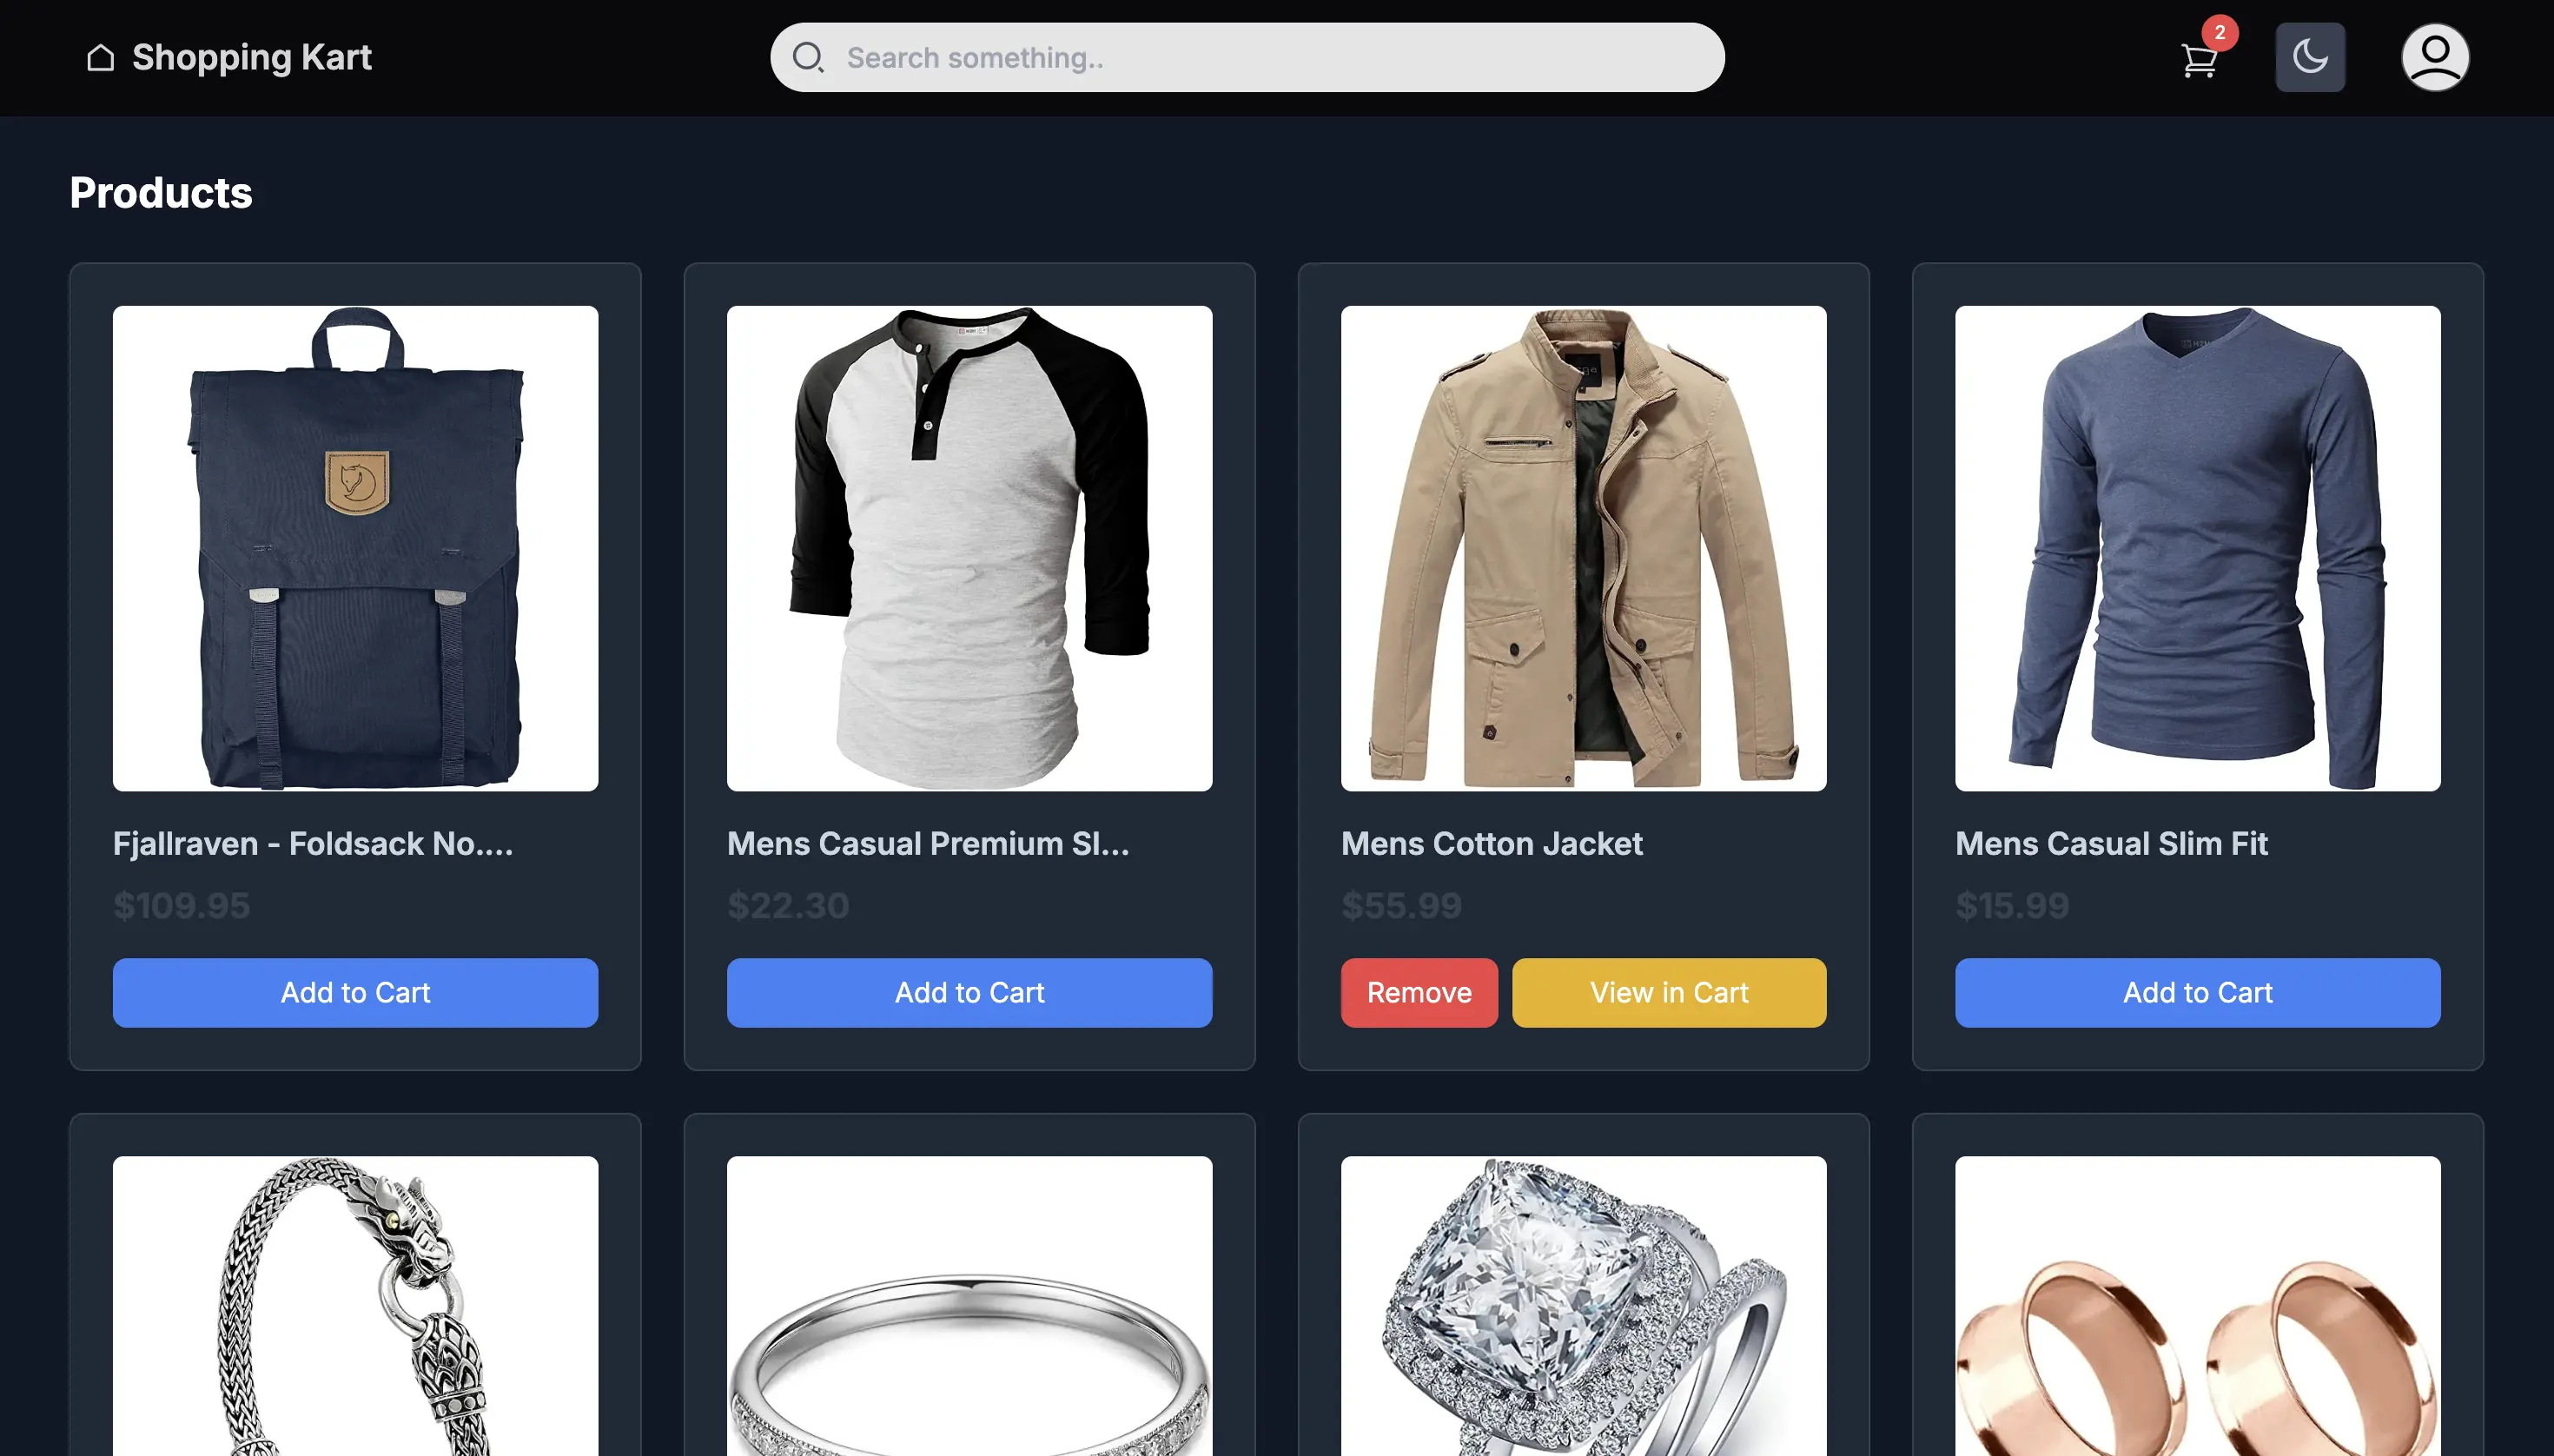 Shopping Kart
Search something..
2
Products
Fjallraven - Foldsack No....
$109.95
Add to Cart
Mens Casual Premium Sl...
$22.30
Add to Cart
Mens Cotton Jacket
$55.99
Remove
View in Cart
Mens Casual Slim Fit
$15.99
Add to Cart